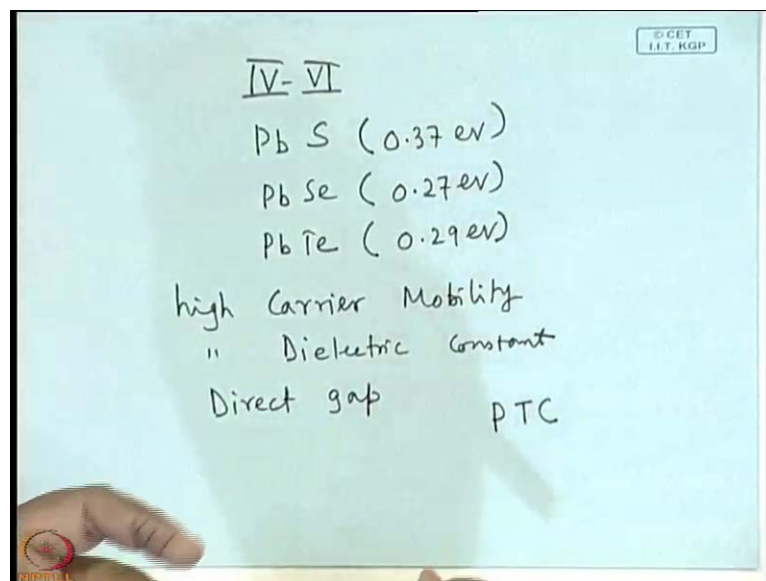 © CET
I.I.T. KGP
IV-VI
Pb S (0.37 ev)
Pb Se (0.27 ev)
Pb Te (0.29 ev)
high Carrier Mobility
" Dielectric Constant
Direct gap
PTC
NPTEL